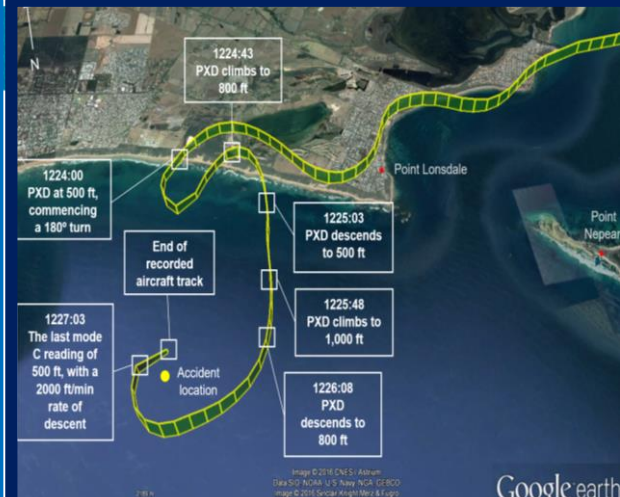 N
1224:43
PXD climbs to
800 ft
1224:00
PXD at 500 ft,
commencing
a 180º turn
Point Lonsdale
Point
Nepean
1225:03
PXD descends
to 500 ft
End of
recorded
aircraft track
1225:48
PXD climbs to
1,000 ft
1227:03
The last mode
C reading of
500 ft, with a
2000 ft/min
rate of
descent
Accident
location
1226:08
PXD
descends to
800 ft
Image © 2016 CNES / Astrium
Data SIO, NOAA, U.S. Navy, NGA, GEBCO
Image © 2016 Sinclair Knight Merz & Fugro
Google earth